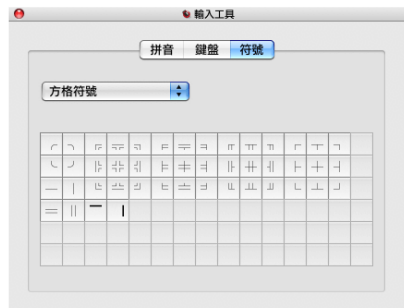 輸入工具
拼音 鍵盤 符號
方格符號
╭ ╮ ╔ ╦ ╗ ╒ ╤ ╕ ╓ ╥ ╖ ┌ ┬ ┐
╰ ╯ ╠ ╬ ╣ ╞ ╪ ╡ ╟ ╫ ╢ ├ ┼ ┤
─ │ ╚ ╩ ╝ ╘ ╧ ╛ ╙ ╨ ╜ └ ┴ ┘
═ ║ ▔ ▕